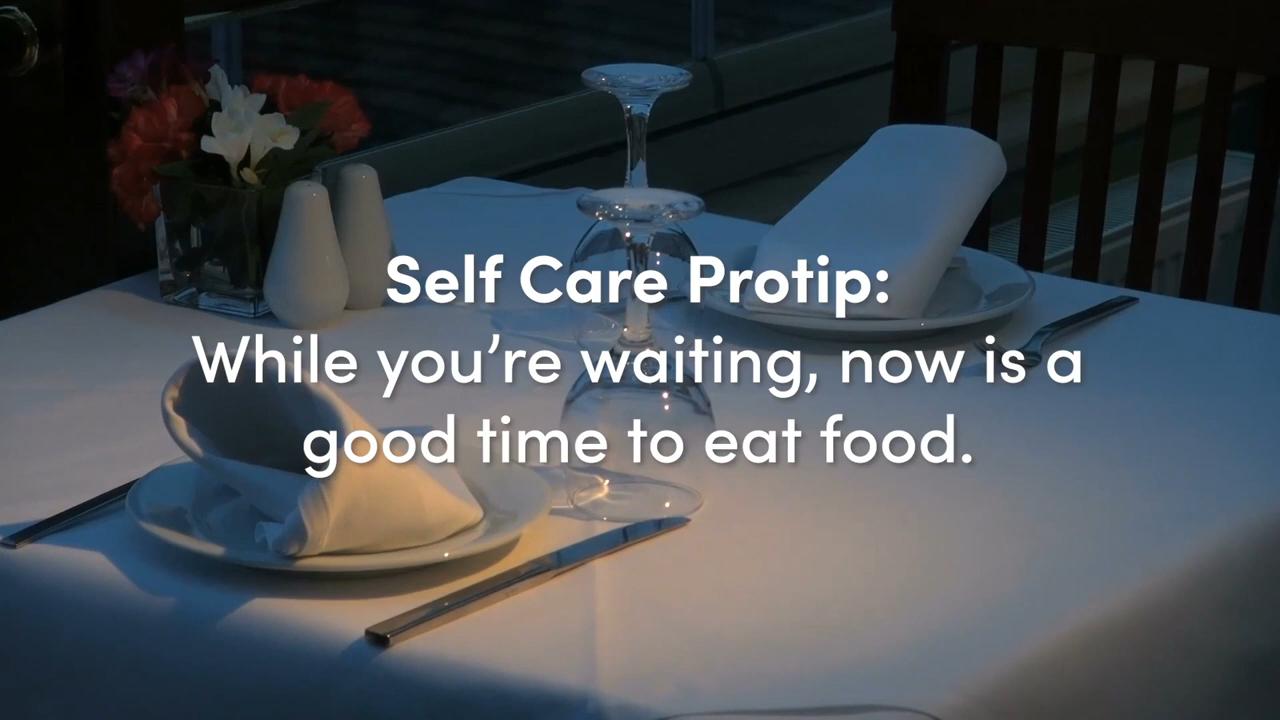 Self Care Protip:
While you’re waiting, now is a
good time to eat food.